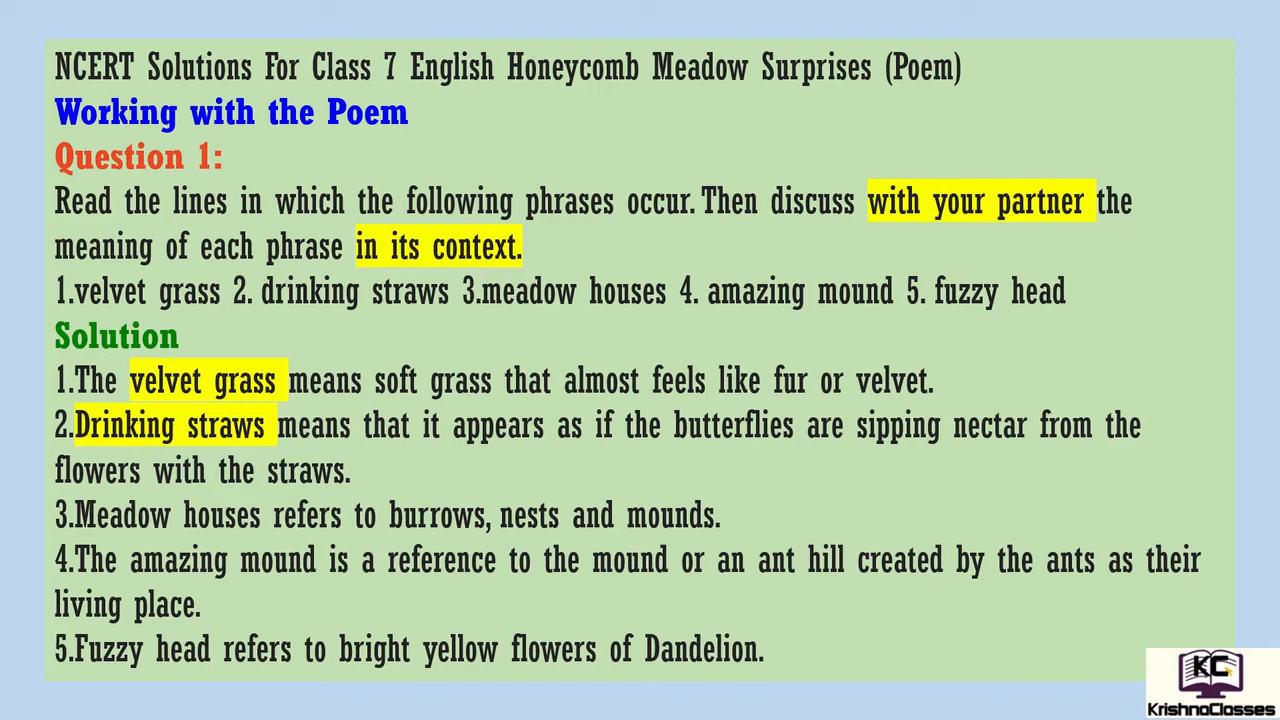 NCERT Solutions For Class 7 English Honeycomb Meadow Surprises (Poem)
Working with the Poem
Question 1:
Read the lines in which the following phrases occur. Then discuss with your partner the
meaning of each phrase in its context.
1.velvet grass 2. drinking straws 3.meadow houses 4. amazing mound 5. fuzzy head
Solution
1.The velvet grass means soft grass that almost feels like fur or velvet.
2.Drinking straws means that it appears as if the butterflies are sipping nectar from the
flowers with the straws.
3.Meadow houses refers to burrows, nests and mounds.
4.The amazing mound is a reference to the mound or an ant hill created by the ants as their
living place.
5.Fuzzy head refers to bright yellow flowers of Dandelion.
KC
KrishnaClasses